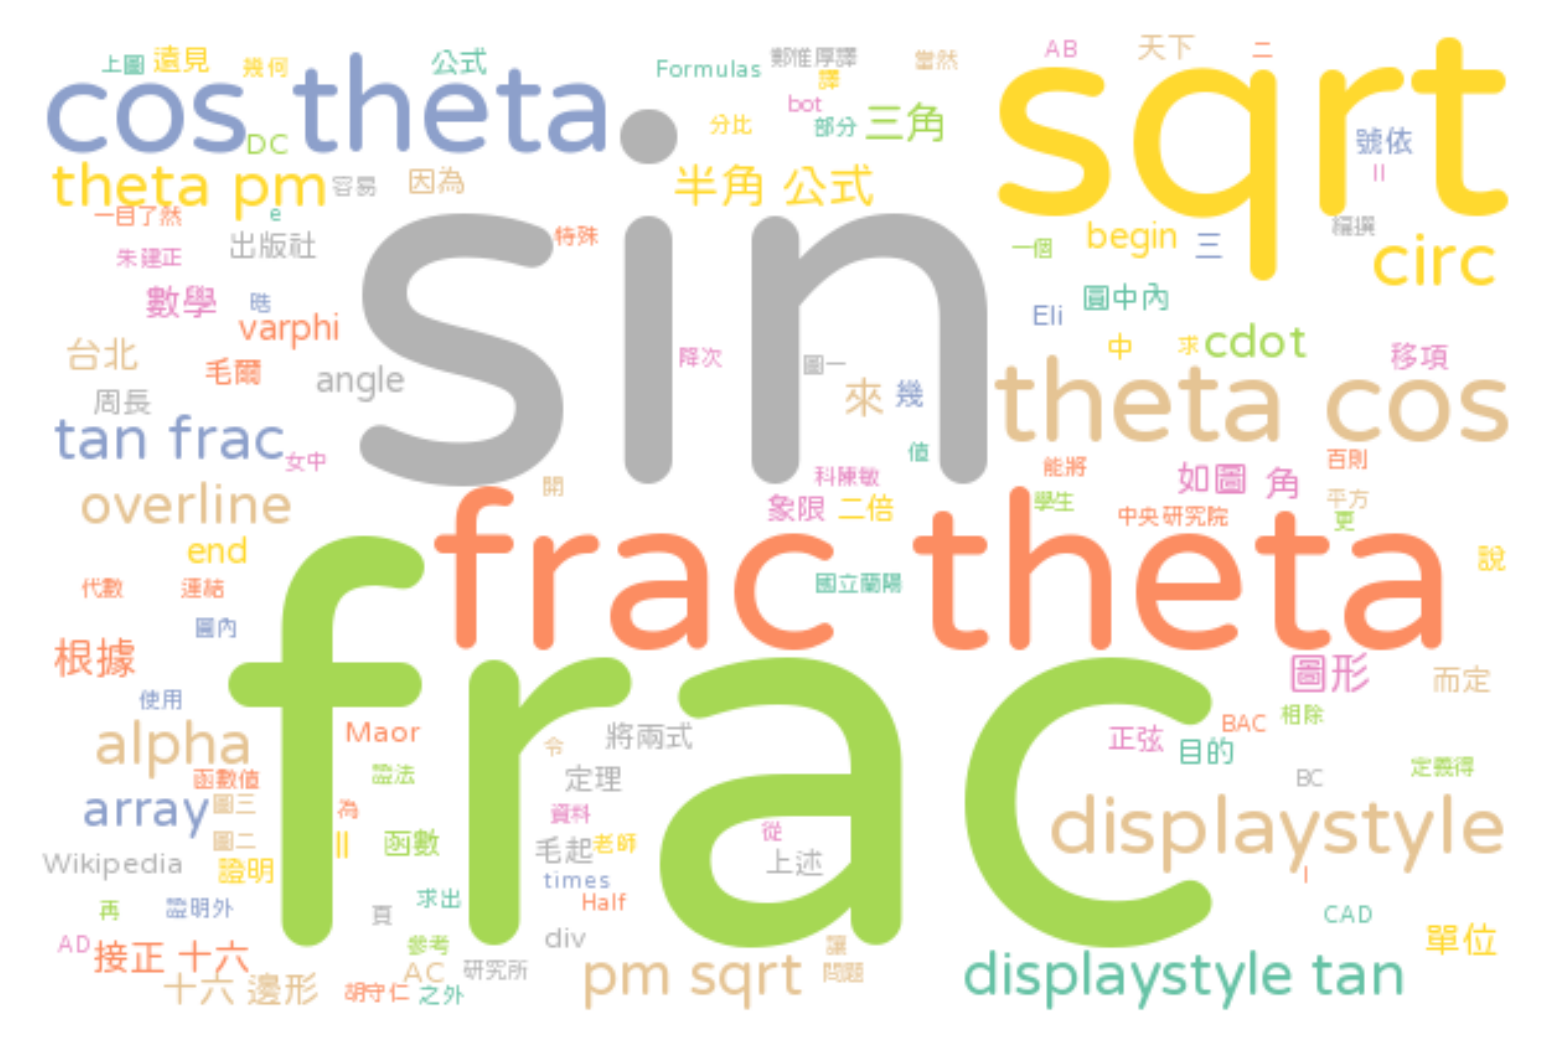 上圖 遠見 幾何 公式 Formulas 鄭惟厚譯 當然 AB 天下 二
cos theta sqrt
譯 bot 分比 部分 三角
DC 號依
theta pm 容易 因為 半角 公式 II
一目了然 e 編撰
出版社 特殊 sin 一個 begin 三 circ
朱建正
數學 晧 圓中內
varphi Eli
台北 毛爾 angle 降次 圖一 中 求 cdot 移項
周長 來 幾 theta cos
tan frac 女中 值 能將 百則
科陳敏 如圖 角
overline 開 象限 二倍 學生 平方
中央研究院 更
end frac theta 說
代數 連結 國立蘭陽
圓內
根據 frac 圖形 而定
使用 相除
alpha Maor 令 將兩式 正弦 BAC
目的
函數值 證法 定理 BC 定義得
array 圖三 為 資料 displaystyle
圖二 || 函數 毛起 老師 從
Wikipedia 證明 times 上述 I
再 證明外 頁 求出 Half CAD
AD 接正 十六 參考 div 讓 單位
十六 邊形 胡守仁 AC 之外 研究所 pm sqrt 問題 displaystyle tan